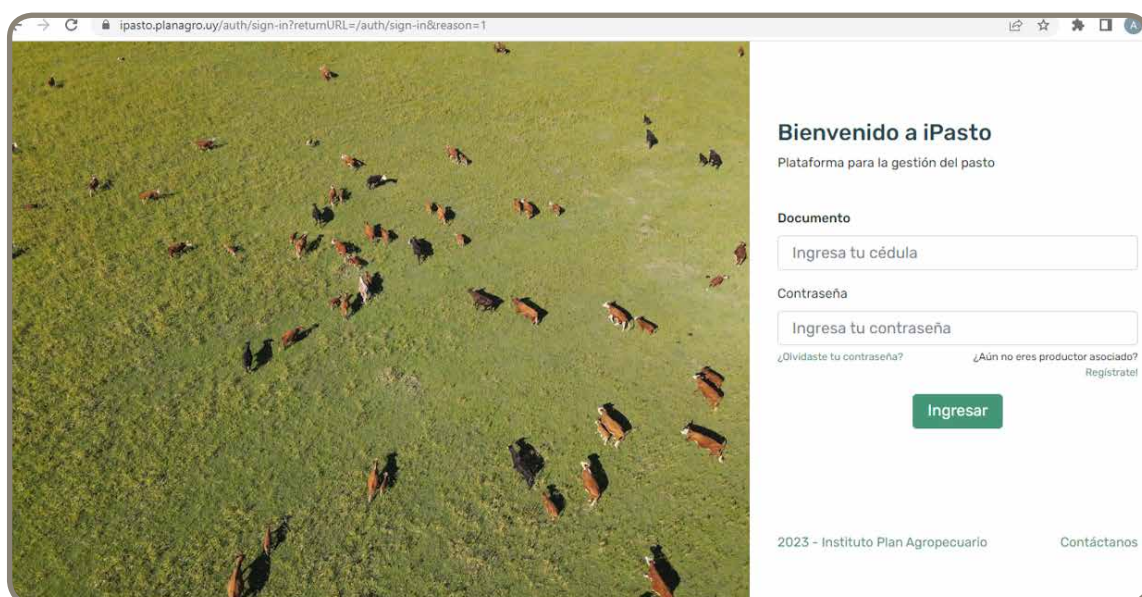 ipasto.planagro.uy/auth/sign-in?returnURL=/auth/sign-in&reason=1
A
Bienvenido a iPasto
Plataforma para la gestión del pasto
Documento
Ingresa tu cédula
Contraseña
Ingresa tu contraseña
¿Olvidaste tu contraseña?
¿Aún no eres productor asociado?
Regístrate!
Ingresar
2023 - Instituto Plan Agropecuario
Contáctanos